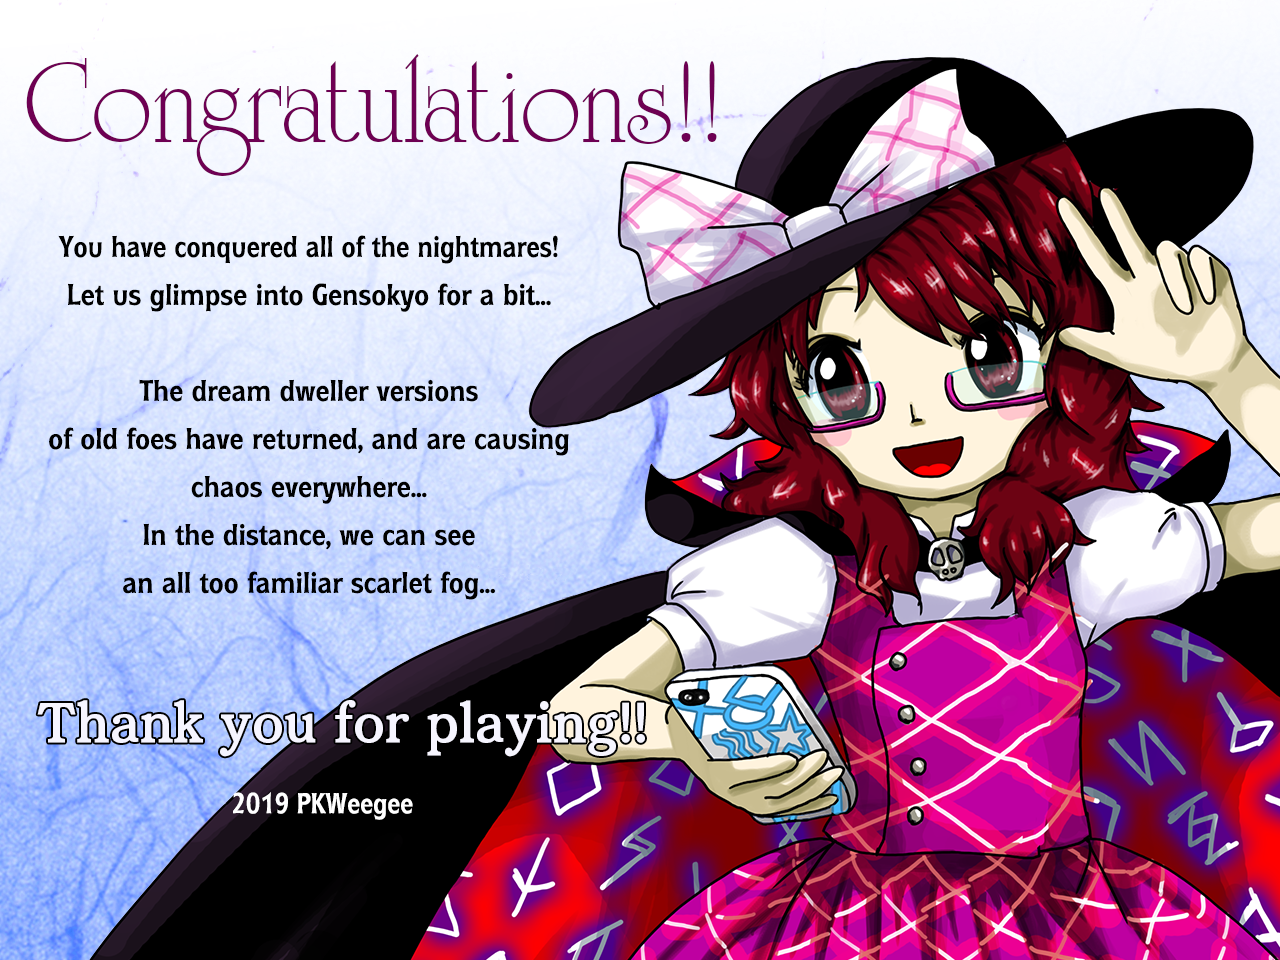 Congratulations!!
You have conquered all of the nightmares!
Let us glimpse into Gensokyo for a bit...
The dream dweller versions
of old foes have returned, and are causing
chaos everywhere...
In the distance, we can see
an all too familiar scarlet fog...
Thank you for playing!!
2019 PKWeegee